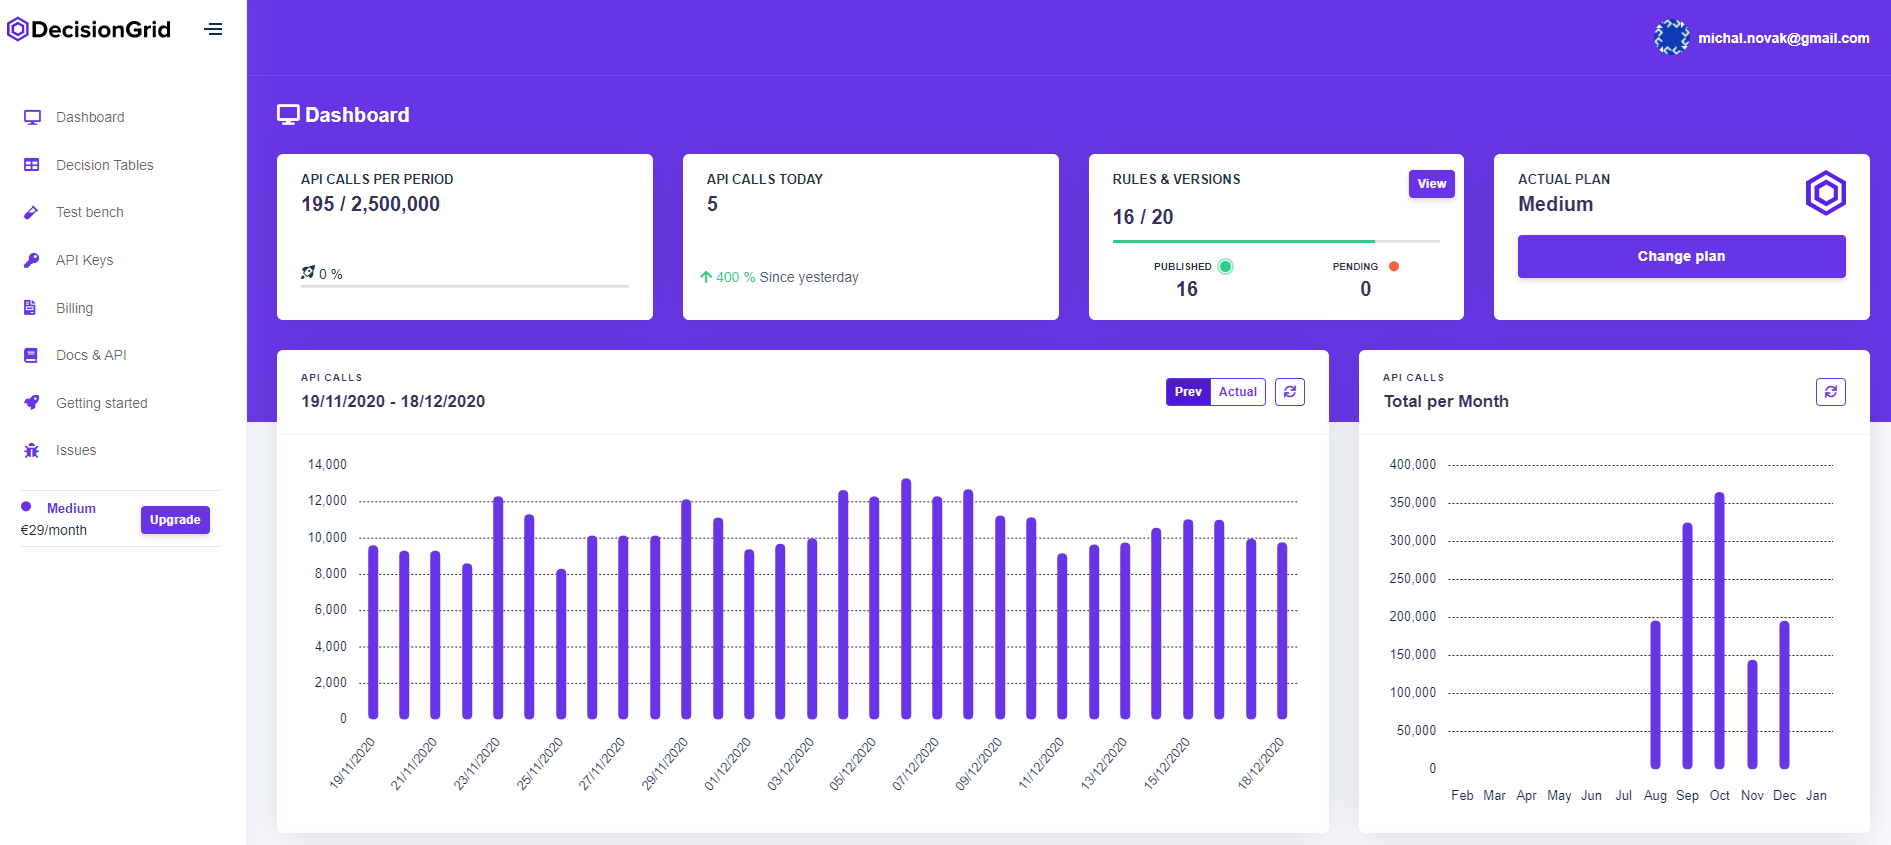 DecisionGrid
michal.novak@gmail.com
Dashboard
Decision Tables
Test bench
API Keys
Billing
Docs & API
Getting started
Issues
Medium
€29/month
Upgrade
Dashboard
API CALLS PER PERIOD
195 / 2,500,000
0 %
API CALLS TODAY
5
400 % Since yesterday
RULES & VERSIONS
View
16 / 20
PUBLISHED
16
PENDING
0
ACTUAL PLAN
Medium
Change plan
API CALLS
19/11/2020 - 18/12/2020
Prev
Actual
14,000
12,000
10,000
8,000
6,000
4,000
2,000
0
19/11/2020
21/11/2020
23/11/2020
25/11/2020
27/11/2020
29/11/2020
01/12/2020
03/12/2020
05/12/2020
07/12/2020
09/12/2020
11/12/2020
13/12/2020
15/12/2020
18/12/2020
API CALLS
Total per Month
400,000
350,000
300,000
250,000
200,000
150,000
100,000
50,000
0
Feb Mar Apr May Jun Jul Aug Sep Oct Nov Dec Jan